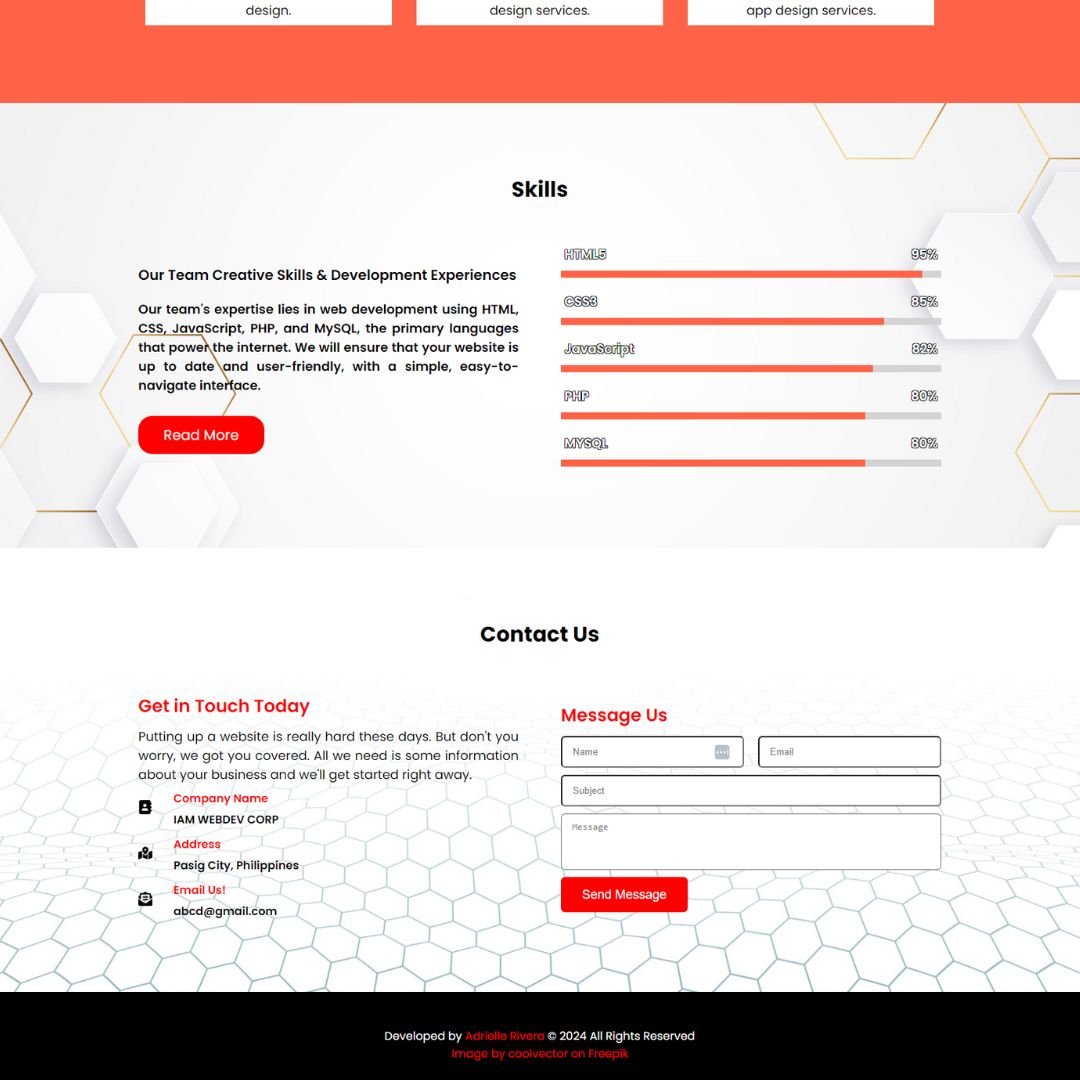 design.
design services.
app design services.
Skills
Our Team Creative Skills & Development Experiences
Our team's expertise lies in web development using HTML,
CSS, JavaScript, PHP, and MySQL, the primary languages
that power the internet. We will ensure that your website is
up to date and user-friendly, with a simple, easy-to-
navigate interface.
Read More
HTML5 95%
CSS3 85%
JavaScript 82%
PHP 80%
MYSQL 80%
Contact Us
Get in Touch Today
Putting up a website is really hard these days. But don't you
worry, we got you covered. All we need is some information
about your business and we'll get started right away.
Company Name
IAM WEBDEV CORP
Address
Pasig City, Philippines
Email Us!
abcd@gmail.com
Message Us
Name Email
Subject
Message
Send Message
Developed by Adrielle Rivera © 2024 All Rights Reserved
Image by coolvector on Freepik